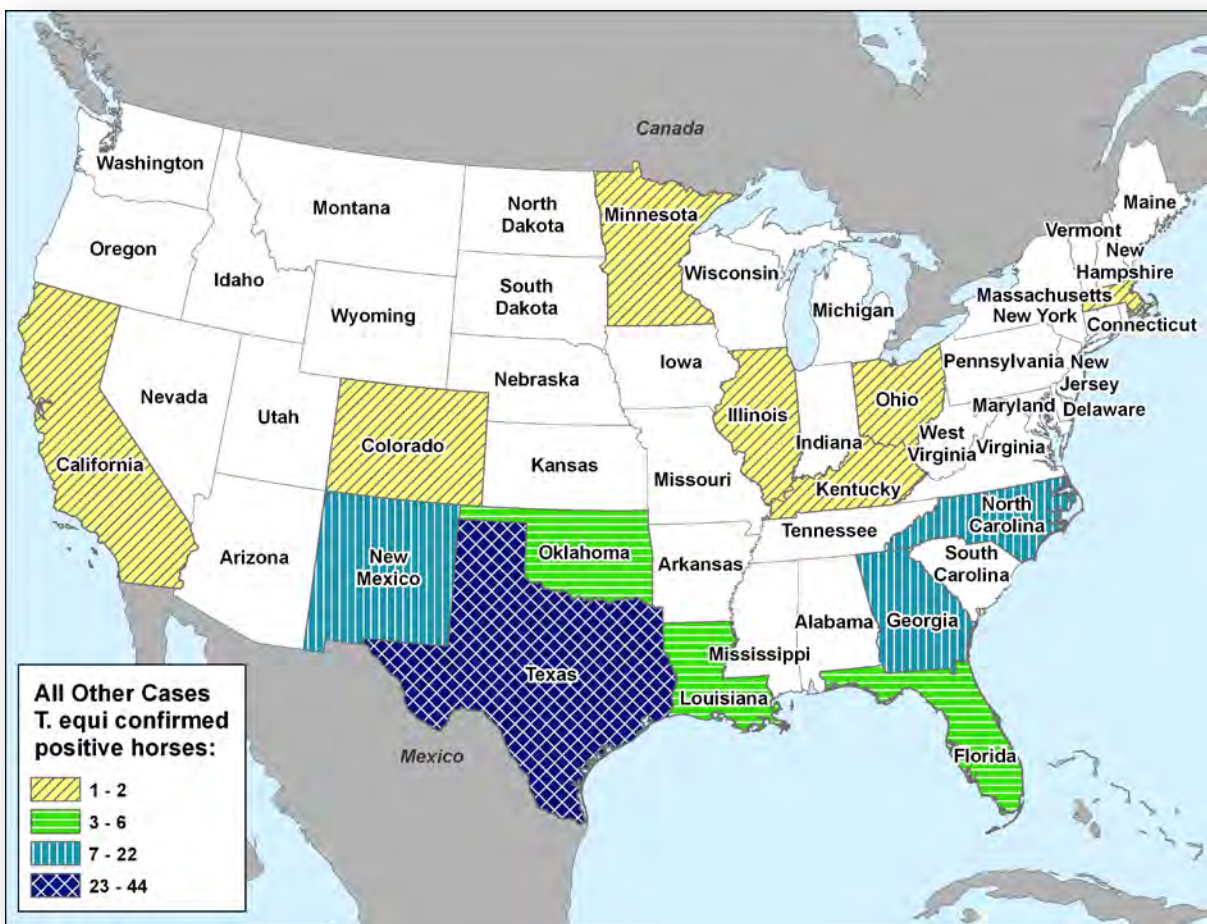 Canada
Washington
Montana
North
Dakota
Minnesota
Maine
Oregon
Idaho
Vermont
New
Hampshire
South
Dakota
Wisconsin
Wyoming
Michigan
Massachusetts
New York
Connecticut
Iowa
Pennsylvania
New
Jersey
Nebraska
Nevada
Utah
Ohio
Illinois
Indiana
Maryland
Delaware
Colorado
West
Virginia
Virginia
California
Kansas
Missouri
Kentucky
North
Carolina
Tennessee
Arizona
New
Mexico
Oklahoma
Arkansas
South
Carolina
Alabama
Georgia
Mississippi
Texas
Louisiana
Florida
Mexico
All Other Cases
T. equi confirmed
positive horses:
1 - 2
3 - 6
7 - 22
23 - 44